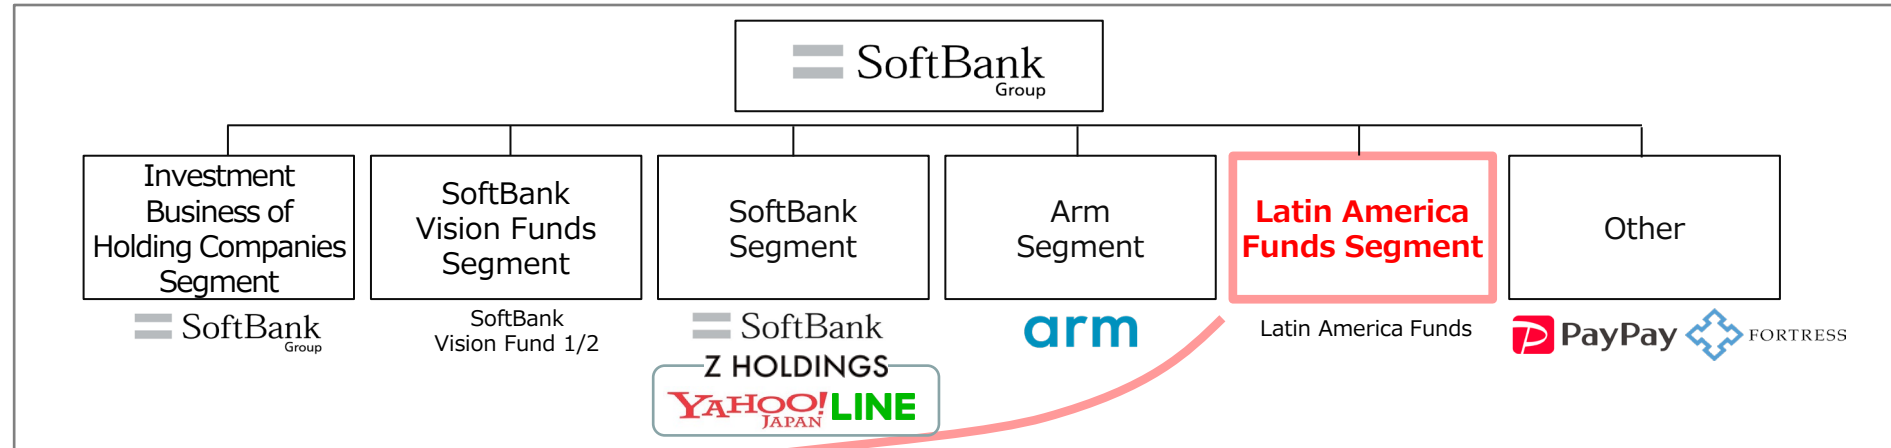 SoftBank
Group
Investment
Business of
Holding Companies
Segment
SoftBank
Vision Funds
Segment
SoftBank
Segment
Arm
Segment
Latin America
Funds Segment
Other
SoftBank
Group
SoftBank
Vision Fund 1/2
SoftBank
Z HOLDINGS
YAHOO!
JAPAN
LINE
arm
Latin America Funds
PayPay
FORTRESS